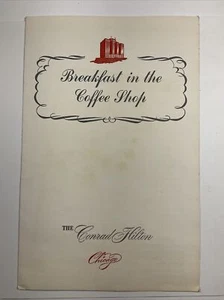 Breakfast in the
Coffee Shop
THE Conrad Hilton
Chicago